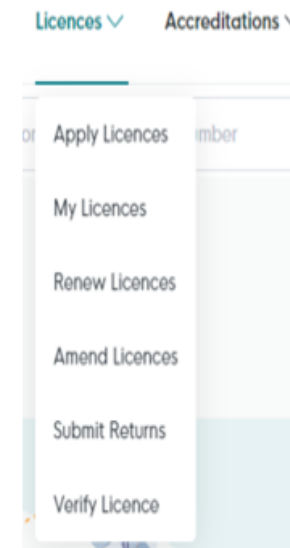 Licences Accreditations
Apply Licences
My Licences
Renew Licences
Amend Licences
Submit Returns
Verify Licence